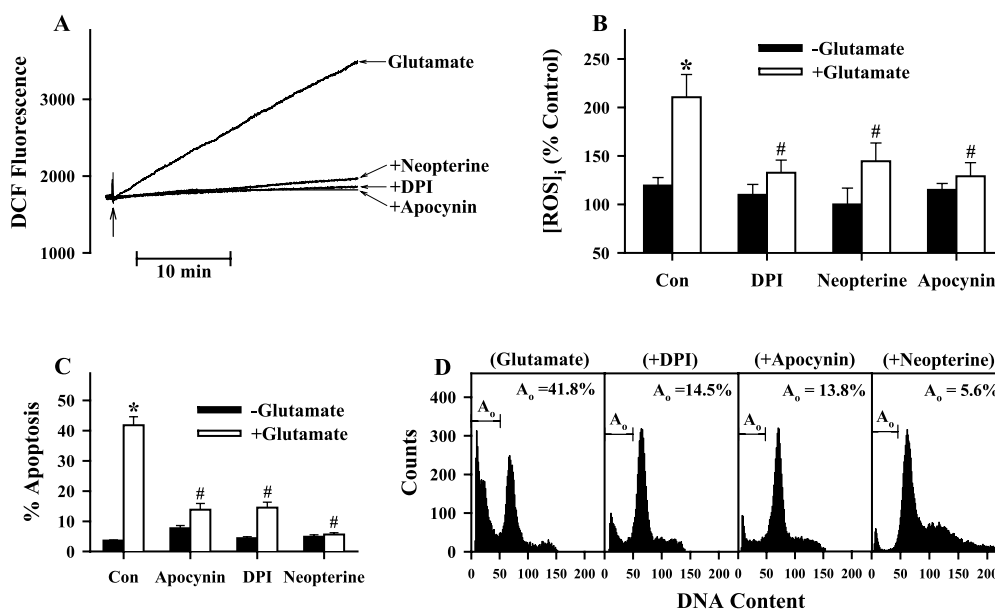 A
DCF Fluorescence
3000
2000
1000
Glutamate
+Neopterine
+DPI
+Apocynin
10 min
B
[ROS]i (% Control)
250
200
150
100
50
-Glutamate
+Glutamate
*
#
#
#
Con DPI Neopterine Apocynin
C
% Apoptosis
50
40
30
20
10
0
-Glutamate
+Glutamate
*
#
#
#
Con Apocynin DPI Neopterine
D
(Glutamate) (+DPI) (+Apocynin) (+Neopterine)
Ao =41.8% Ao =14.5% Ao = 13.8% Ao = 5.6%
Ao Ao Ao Ao
Counts
400
300
200
100
0
0 50 100 150 200 0 50 100 150 200 0 50 100 150 200 0 50 100 150 200
DNA Content